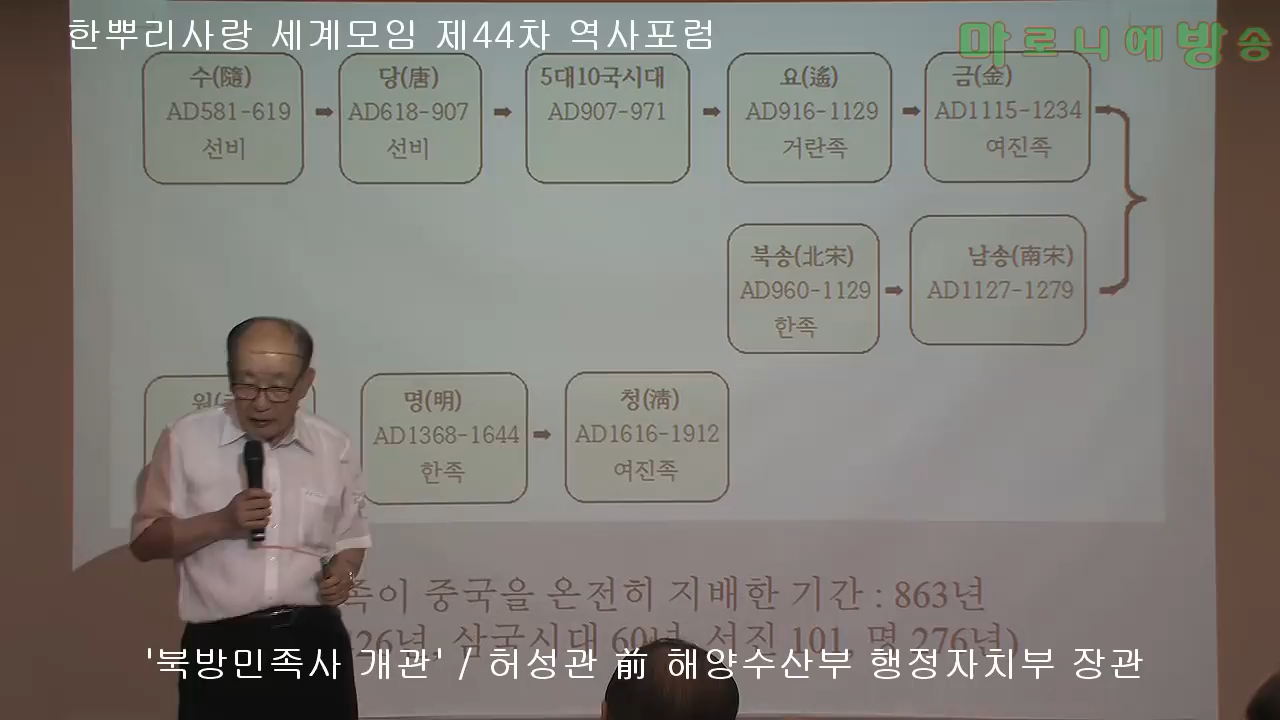 한뿌리사랑 세계모임 제44차 역사포럼
마로니에방송
수(隨)
AD581-619
선비
당(唐)
AD618-907
선비
5대10국시대
AD907-971
요(遙)
AD916-1129
거란족
금(金)
AD1115-1234
여진족
북송(北宋)
AD960-1129
한족
남송(南宋)
AD1127-1279
원(
명(明)
AD1368-1644
한족
청(淸)
AD1616-1912
여진족
족이 중국을 온전히 지배한 기간 : 863년
26년, 삼국시대 60년, 서진 101, 명 276년)
'북방민족사 개관' / 허성관 前 해양수산부 행정자치부 장관